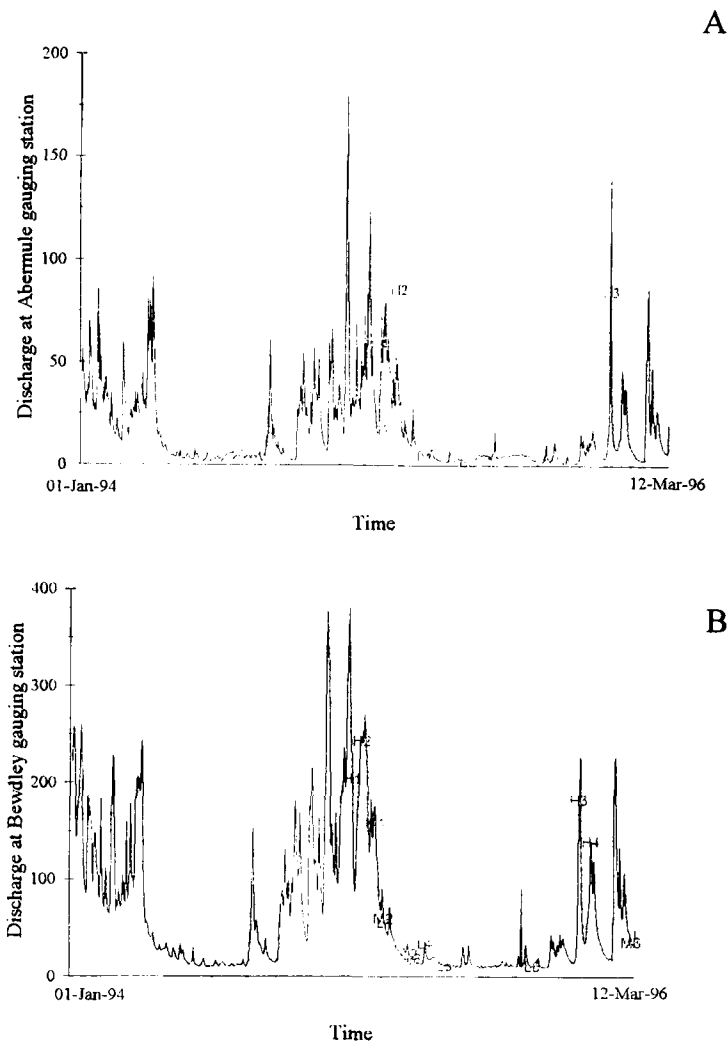 A
200
150
100
50
0
Discharge at Abermule gauging station
H2
H3
01-Jan-94
12-Mar-96
Time
B
400
300
200
100
0
Discharge at Bewdley gauging station
H2
H3
M2
M3
01-Jan-94
12-Mar-96
Time